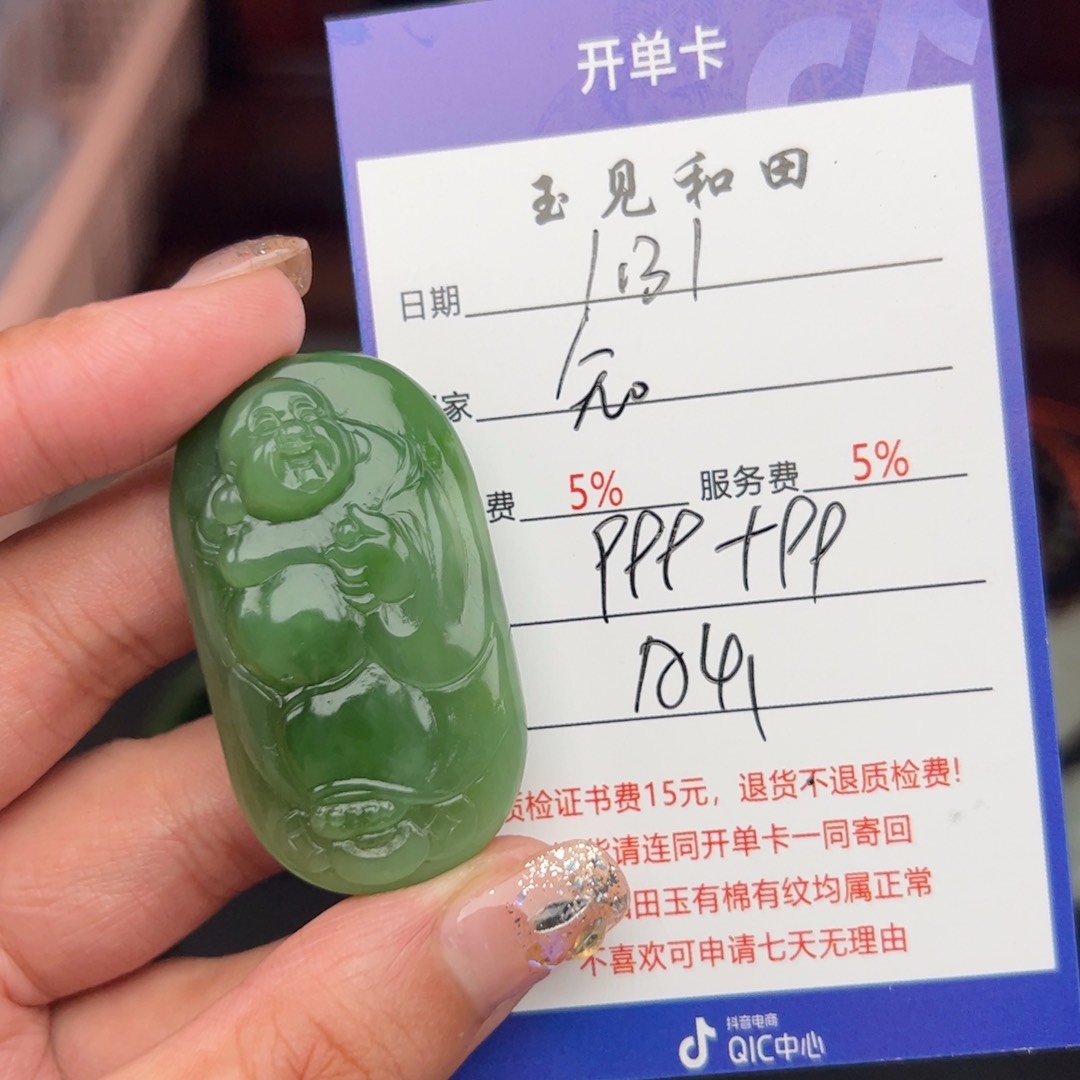 开单卡
玉见和田
日期 1131
家 1元
费 5% 服务费 5%
PPP+PP
质检证书费15元，退货不退质检费!
货请连同开单卡一同寄回
田玉有棉有纹均属正常
不喜欢可申请七天无理由
抖音电商
QIC中心